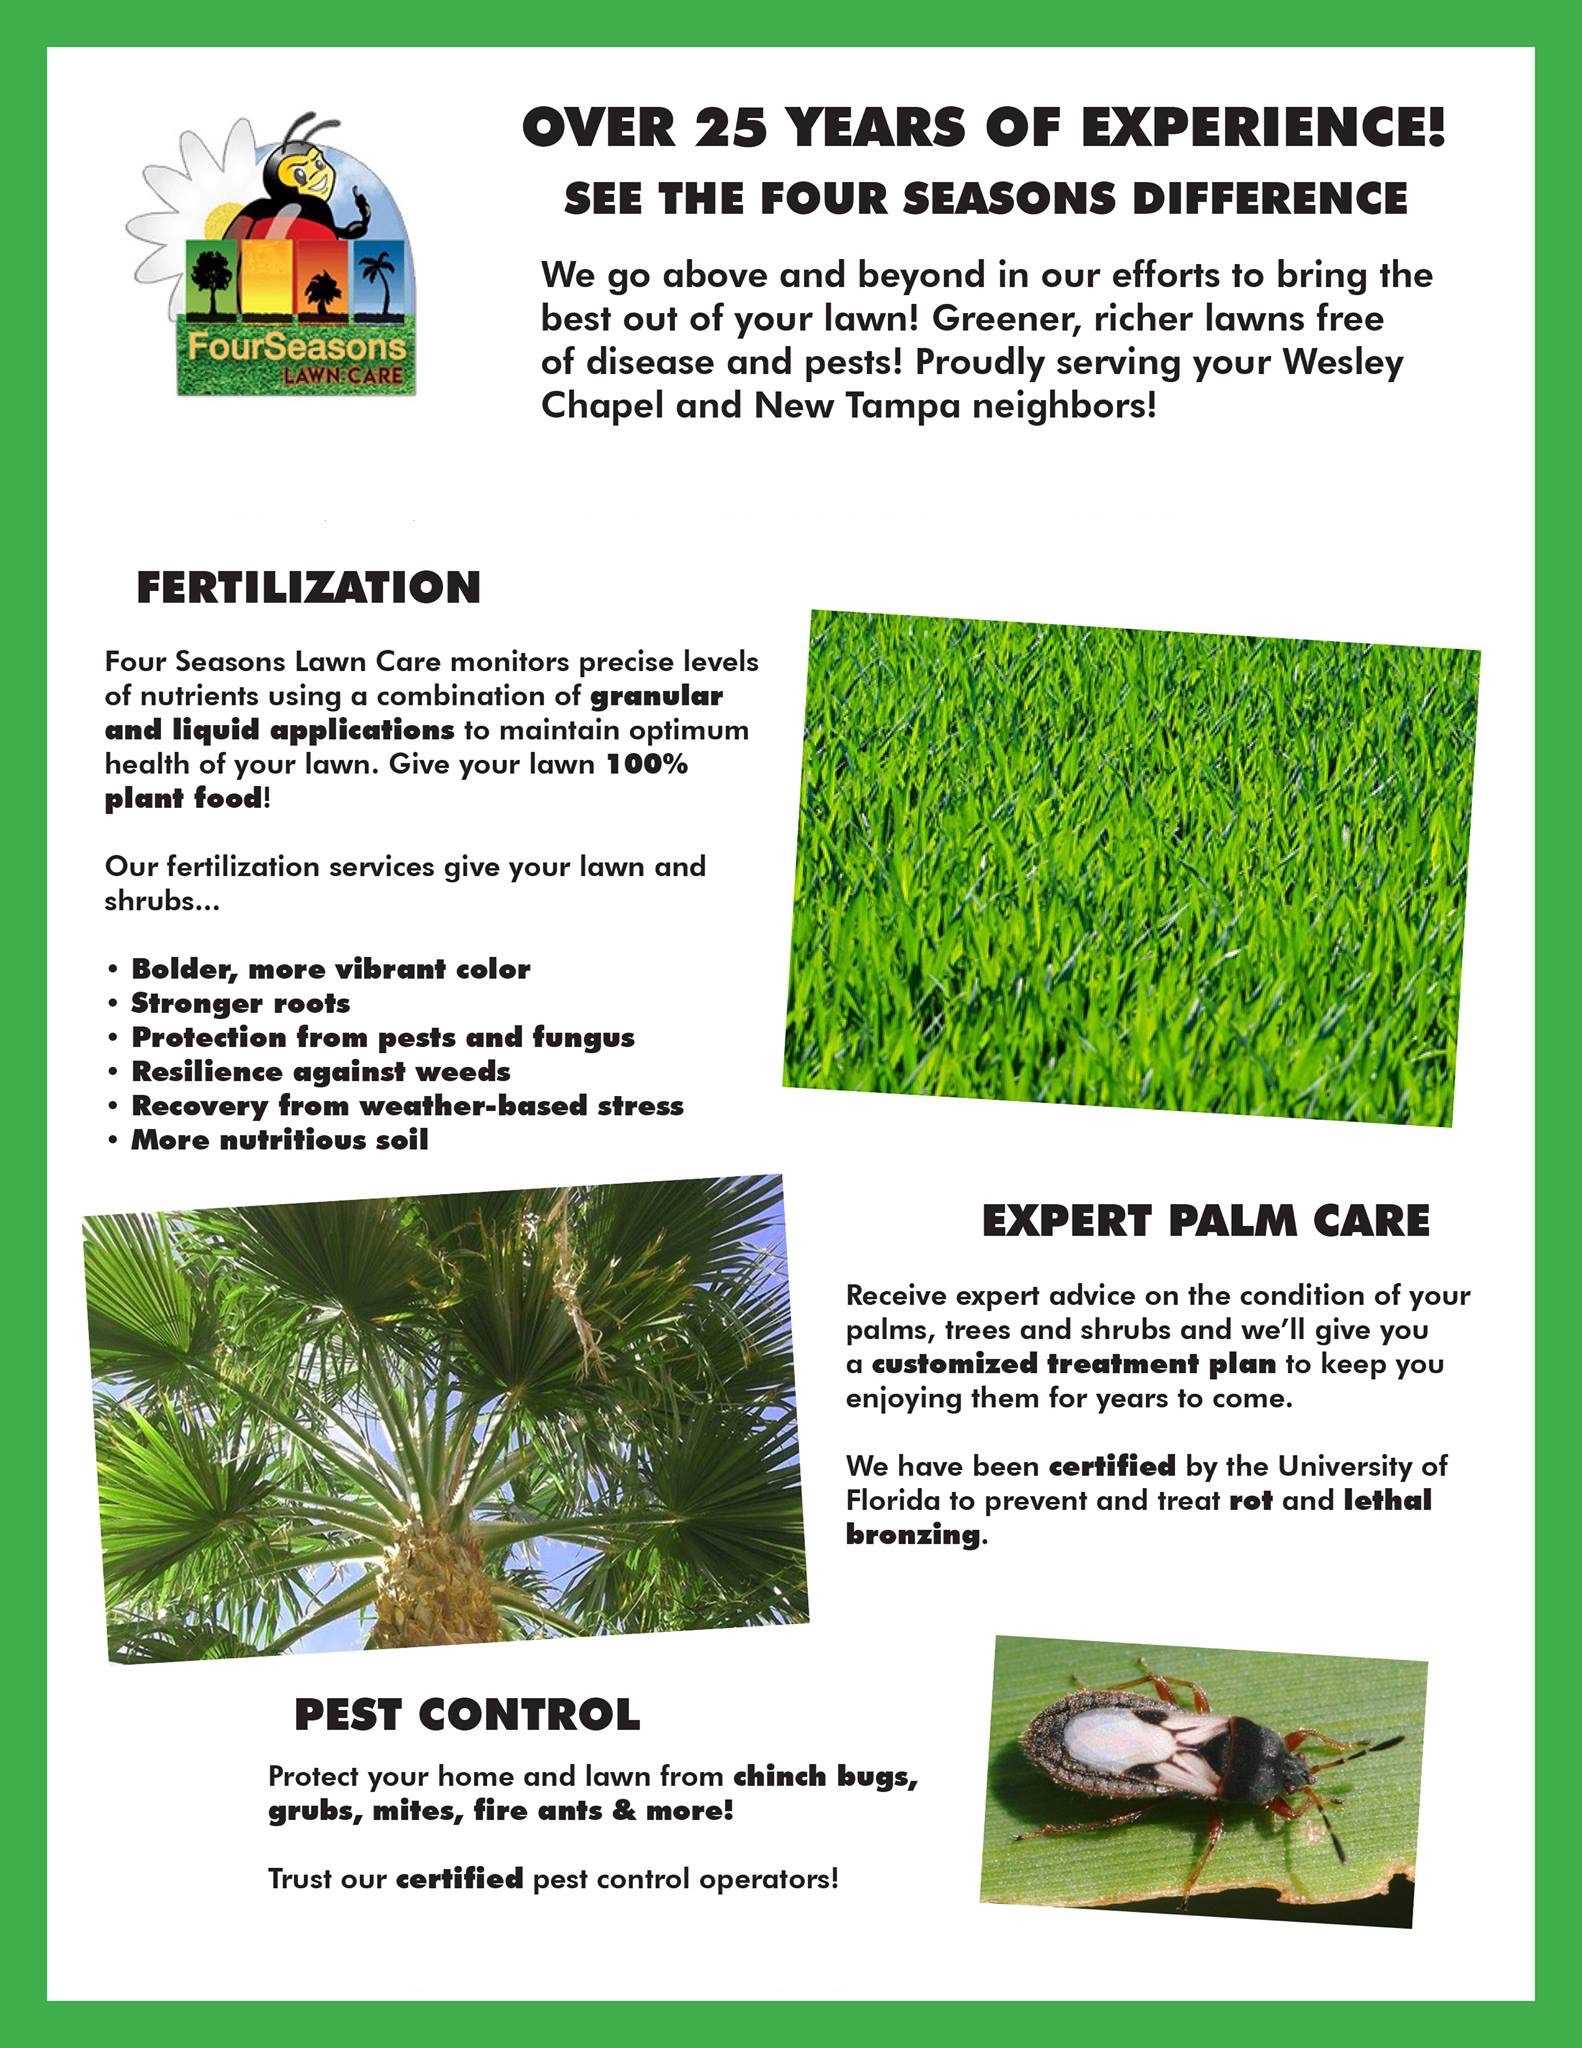 OVER 25 YEARS OF EXPERIENCE!
SEE THE FOUR SEASONS DIFFERENCE
We go above and beyond in our efforts to bring the
best out of your lawn! Greener, richer lawns free
of disease and pests! Proudly serving your Wesley
Chapel and New Tampa neighbors!
FourSeasons
LAWN CARE
FERTILIZATION
Four Seasons Lawn Care monitors precise levels
of nutrients using a combination of granular
and liquid applications to maintain optimum
health of your lawn. Give your lawn 100%
plant food!
Our fertilization services give your lawn and
shrubs...
• Bolder, more vibrant color
• Stronger roots
• Protection from pests and fungus
• Resilience against weeds
• Recovery from weather-based stress
• More nutritious soil
EXPERT PALM CARE
Receive expert advice on the condition of your
palms, trees and shrubs and we’ll give you
a customized treatment plan to keep you
enjoying them for years to come.
We have been certified by the University of
Florida to prevent and treat rot and lethal
bronzing.
PEST CONTROL
Protect your home and lawn from chinch bugs,
grubs, mites, fire ants & more!
Trust our certified pest control operators!